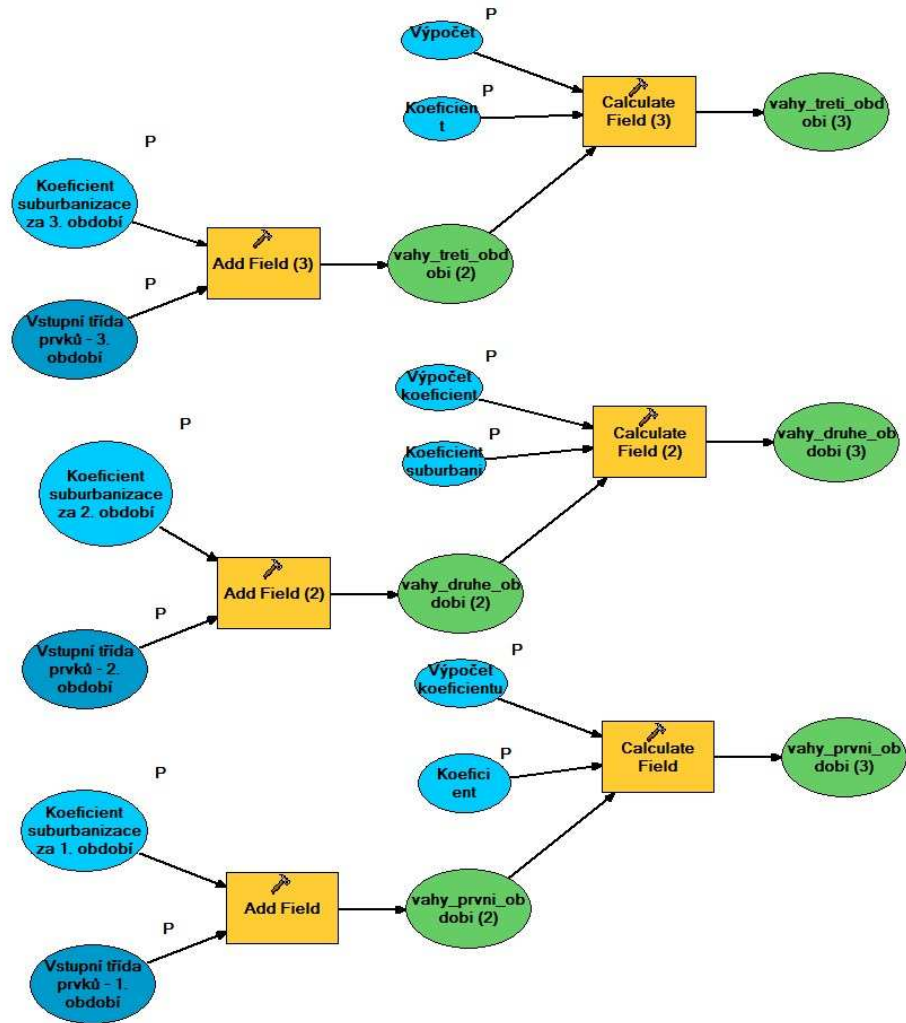 P
Výpočet
P
Koeficien
t
Calculate
Field (3)
vahy_treti_obd
obi (3)
P
Koeficient
suburbanizace
za 3. období
Add Field (3)
vahy_treti_obd
obi (2)
P
Vstupní třída
prvků - 3.
období
P
Výpočet
koeficient
P
Koeficient
suburbani
Calculate
Field (2)
vahy_druhe_ob
dobi (3)
P
Koeficient
suburbanizace
za 2. období
Add Field (2)
vahy_druhe_ob
dobi (2)
P
Vstupní třída
prvků - 2.
období
P
Výpočet
koeficientu
P
Koefici
ent
Calculate
Field
vahy_prvni_ob
dobi (3)
P
Koeficient
suburbanizace
za 1. období
Add Field
vahy_prvni_ob
dobi (2)
P
Vstupní třída
prvků - 1.
období